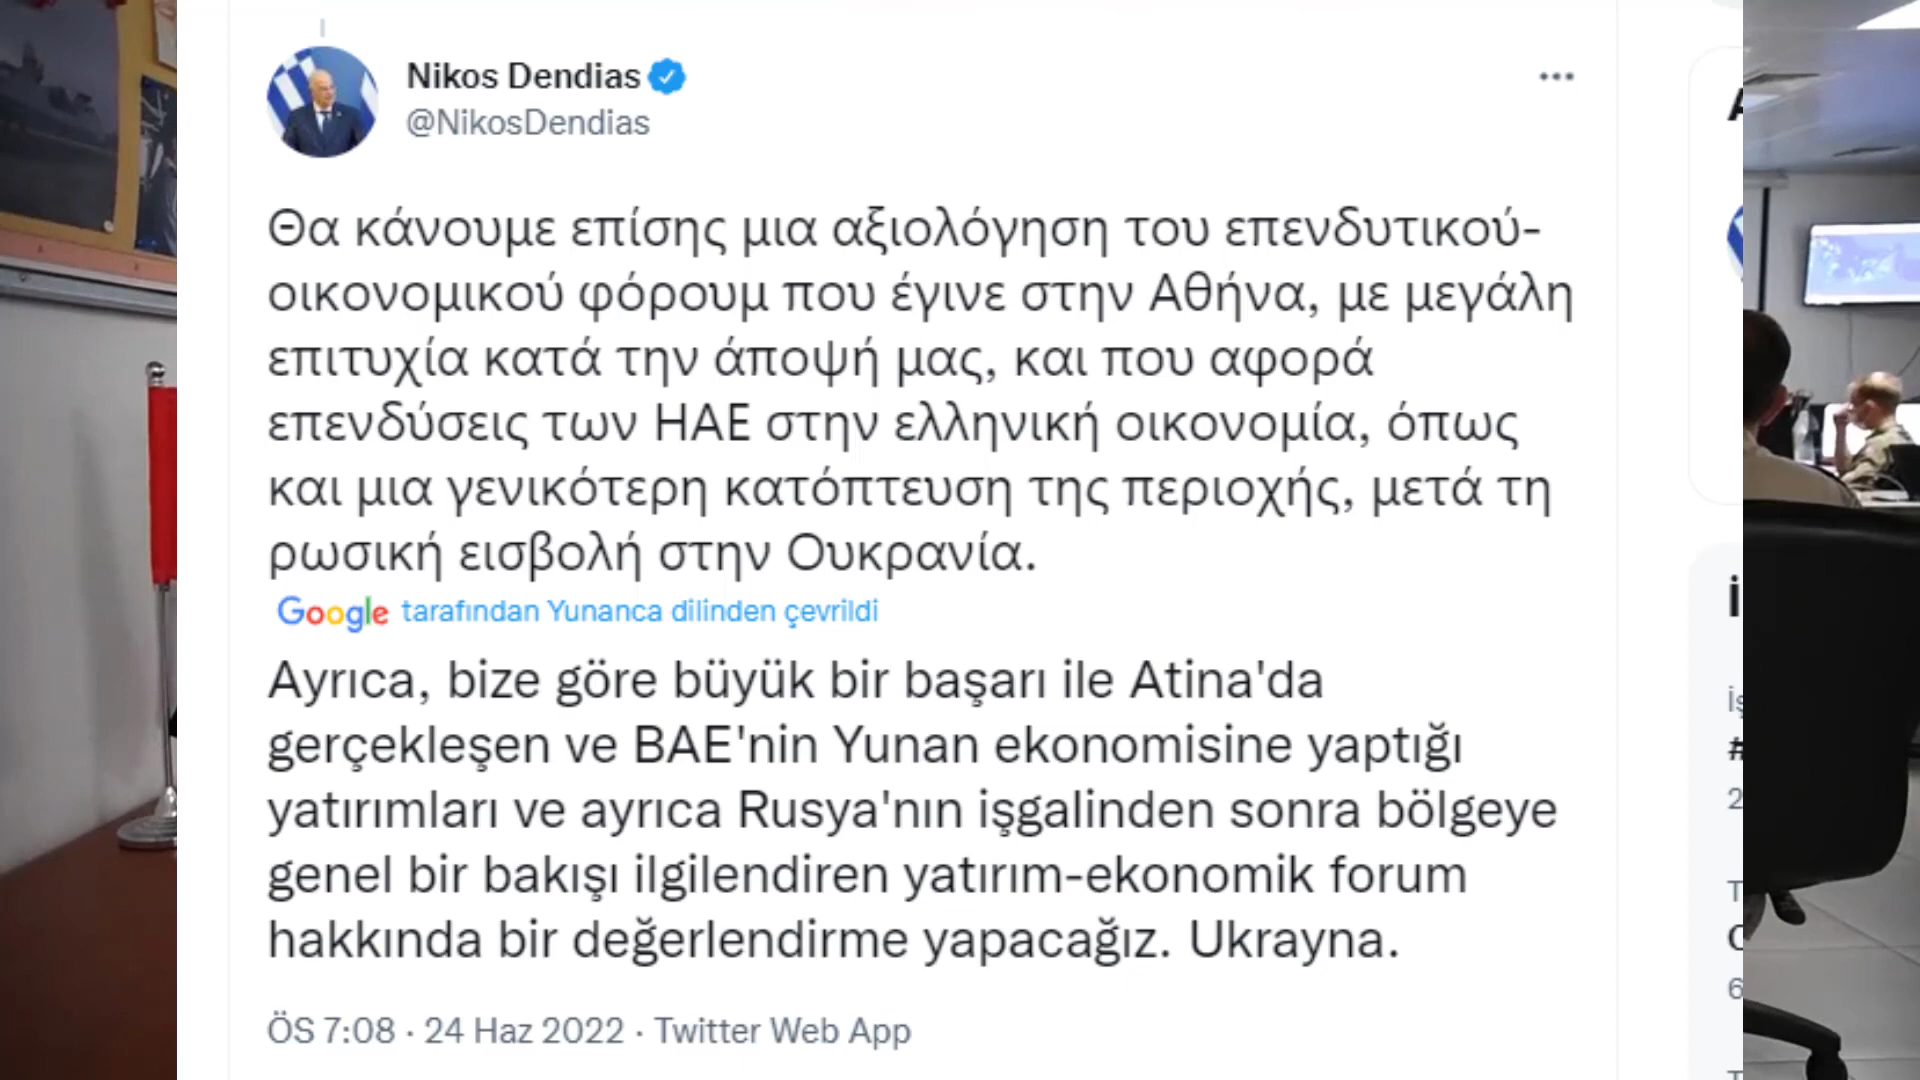 Nikos Dendias
@NikosDendias
Θα κάνουμε επίσης μια αξιολόγηση του επενδυτικού-
οικονομικού φόρουμ που έγινε στην Αθήνα, με μεγάλη
επιτυχία κατά την άποψή μας, και που αφορά
επενδύσεις των ΗΑΕ στην ελληνική οικονομία, όπως
και μια γενικότερη κατόπτευση της περιοχής, μετά τη
ρωσική εισβολή στην Ουκρανία.
Google tarafından Yunanca dilinden çevrildi
Ayrıca, bize göre büyük bir başarı ile Atina'da
gerçekleşen ve BAE'nin Yunan ekonomisine yaptığı
yatırımları ve ayrıca Rusya'nın işgalinden sonra bölgeye
genel bir bakışı ilgilendiren yatırım-ekonomik forum
hakkında bir değerlendirme yapacağız. Ukrayna.
ÖS 7:08 · 24 Haz 2022 · Twitter Web App